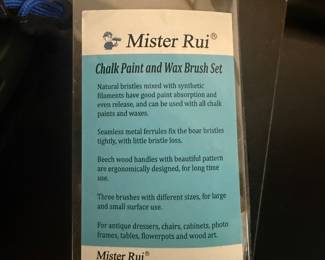 Mister Rui®
Chalk Paint and Wax Brush Set
Natural bristles mixed with synthetic
filaments have good paint absorption and
even release, and can be used with all chalk
paints and waxes.
Seamless metal ferrules fix the boar bristles
tightly, with little bristle loss.
Beech wood handles with beautiful pattern
are ergonomically designed, for long time
use.
Three brushes with different sizes, for large
and small surface use.
For antique dressers, chairs, cabinets, photo
frames, tables, flowerpots and wood art.
Mister Rui®